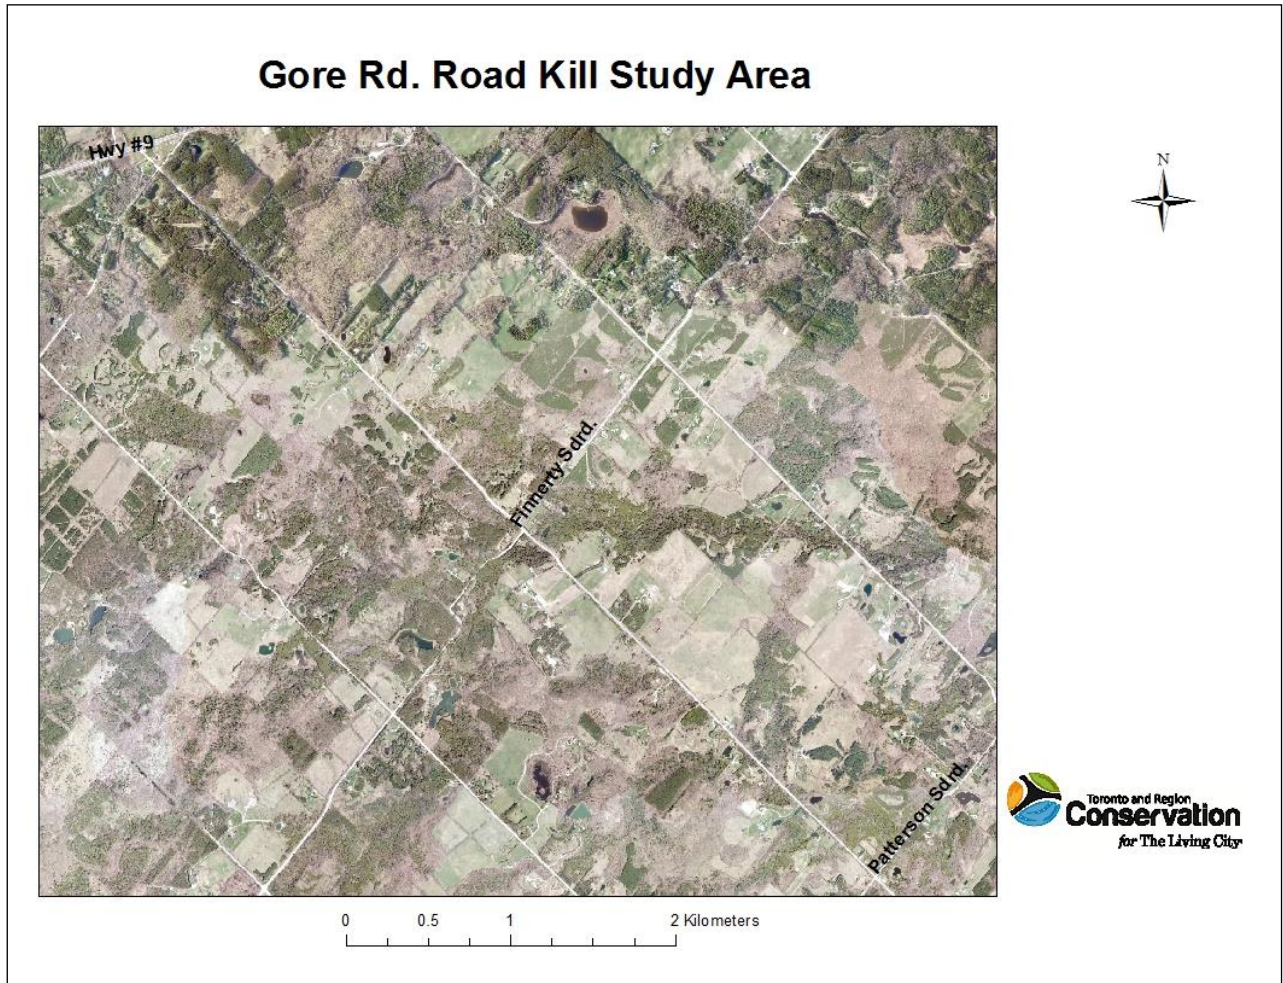 Gore Rd. Road Kill Study Area
Hwy #9
N
Finnerty Sdrd.
Patterson Sdrd.
Toronto and Region
Conservation
for The Living City
0 0.5 1 2 Kilometers